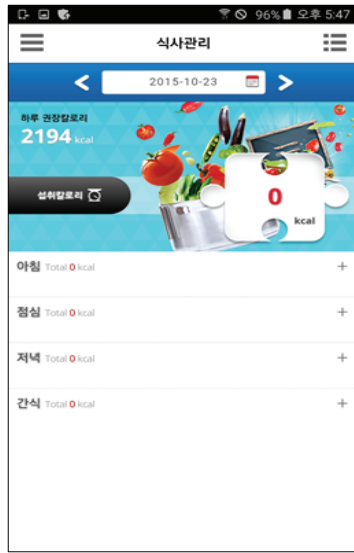 96% 오후 5:47
식사관리
2015-10-23
하루 권장칼로리
2194 kcal
섭취칼로리
0
kcal
아침 Total 0 kcal
점심 Total 0 kcal
저녁 Total 0 kcal
간식 Total 0 kcal